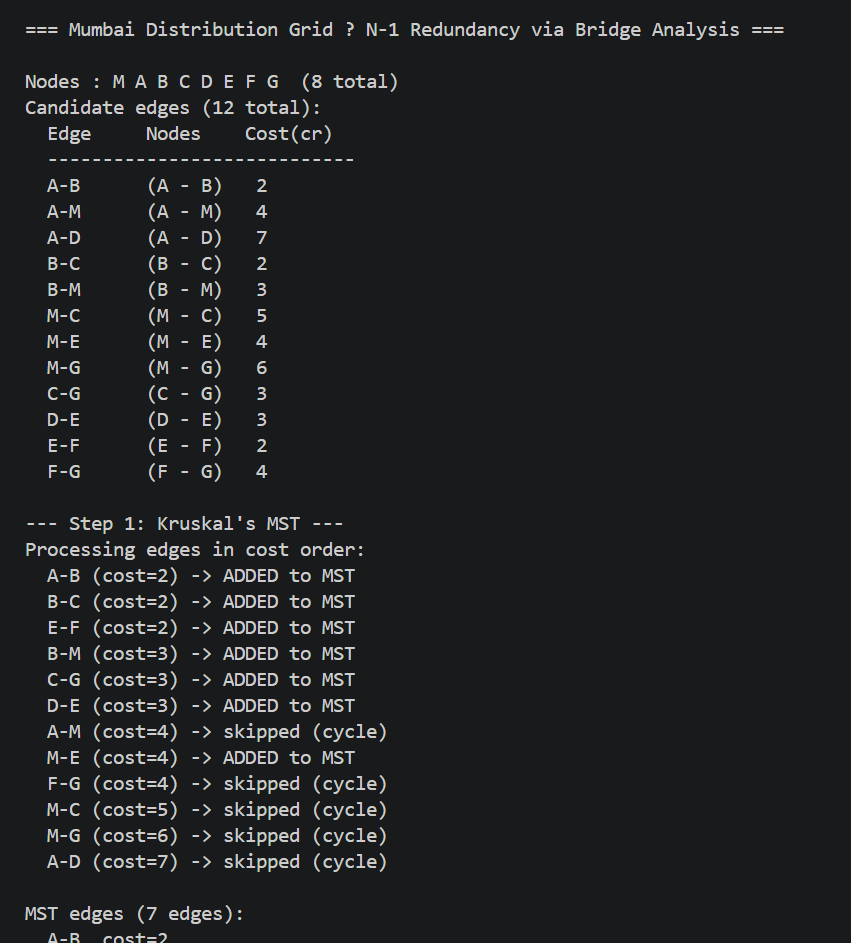 === Mumbai Distribution Grid ? N-1 Redundancy via Bridge Analysis ===
Nodes : M A B C D E F G  (8 total)
Candidate edges (12 total):
  Edge     Nodes    Cost(cr)
  ----------------------------
  A-B      (A - B)   2
  A-M      (A - M)   4
  A-D      (A - D)   7
  B-C      (B - C)   2
  B-M      (B - M)   3
  M-C      (M - C)   5
  M-E      (M - E)   4
  M-G      (M - G)   6
  C-G      (C - G)   3
  D-E      (D - E)   3
  E-F      (E - F)   2
  F-G      (F - G)   4
--- Step 1: Kruskal's MST ---
Processing edges in cost order:
  A-B (cost=2) -> ADDED to MST
  B-C (cost=2) -> ADDED to MST
  E-F (cost=2) -> ADDED to MST
  B-M (cost=3) -> ADDED to MST
  C-G (cost=3) -> ADDED to MST
  D-E (cost=3) -> ADDED to MST
  A-M (cost=4) -> skipped (cycle)
  M-E (cost=4) -> ADDED to MST
  F-G (cost=4) -> skipped (cycle)
  M-C (cost=5) -> skipped (cycle)
  M-G (cost=6) -> skipped (cycle)
  A-D (cost=7) -> skipped (cycle)
MST edges (7 edges):
  A-B  cost=2